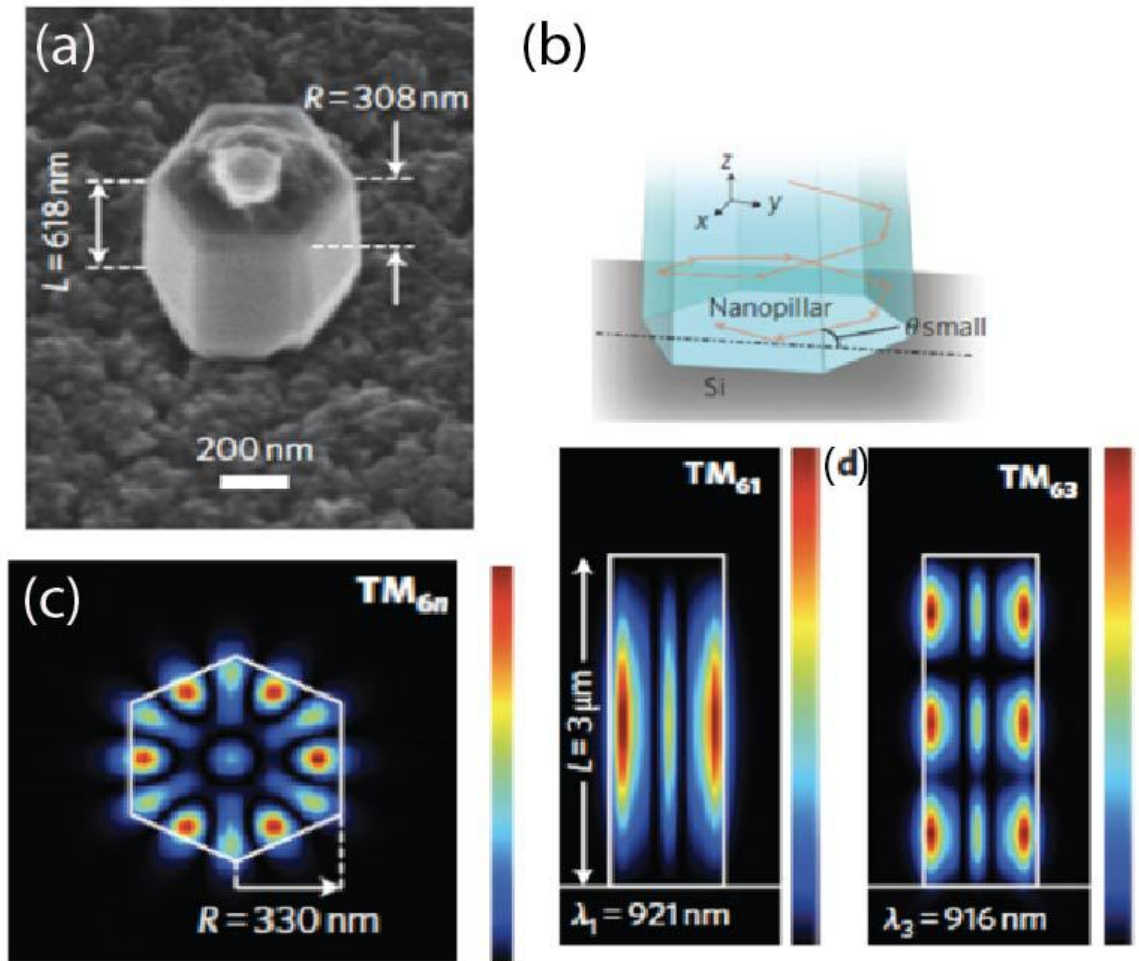 (a)
R = 308 nm
L = 618 nm
200 nm
(b)
z
x
y
Nanopillar
θ small
Si
(c)
TM6n
R = 330 nm
TM61
L = 3 μm
λ1 = 921 nm
(d)
TM63
λ3 = 916 nm